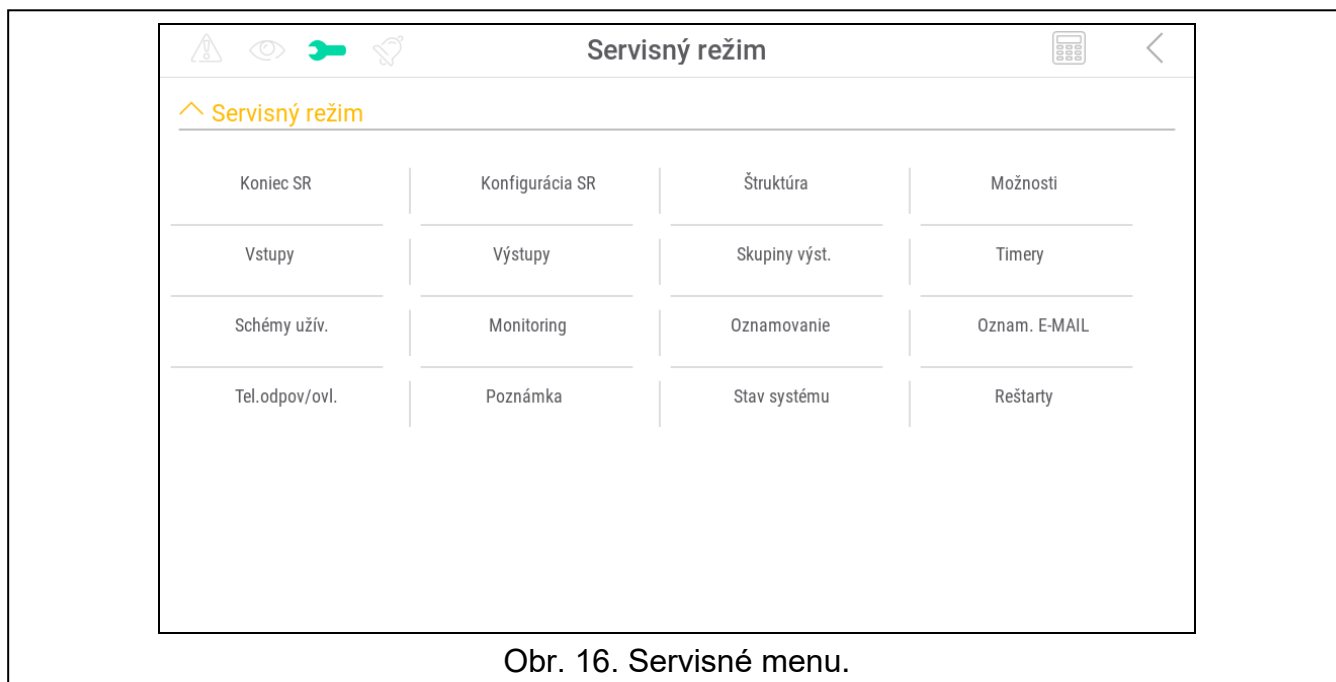 Servisný režim
Servisný režim
Koniec SR Konfigurácia SR Štruktúra Možnosti
Vstupy Výstupy Skupiny výst. Timery
Schémy užív. Monitoring Oznamovanie Oznam. E-MAIL
Tel.odpov/ovl. Poznámka Stav systému Reštarty
Obr. 16. Servisné menu.